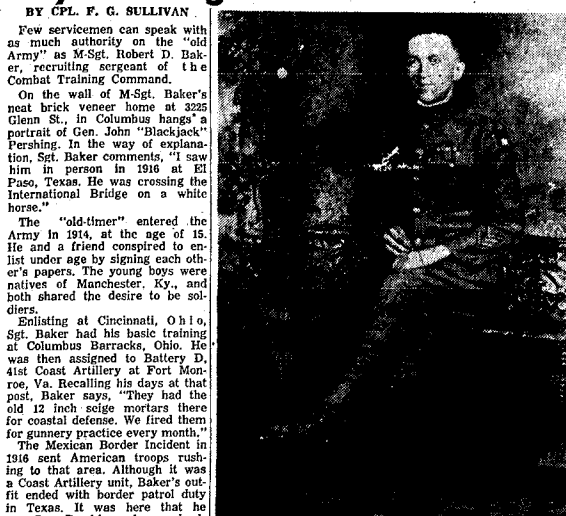 BY CPL. F. G. SULLIVAN
Few servicemen can speak with
as much authority on the "old
Army" as M-Sgt. Robert D. Bak-
er, recruiting sergeant of the
Combat Training Command.
On the wall of M-Sgt. Baker's
neat brick veneer home at 3225
Glenn St., in Columbus hangs a
portrait of Gen. John "Blackjack"
Pershing. In the way of explana-
tion, Sgt. Baker comments, "I saw
him in person in 1916 at El
Paso, Texas. He was crossing the
International Bridge on a white
horse."
The "old-timer" entered the
Army in 1914, at the age of 15.
He and a friend conspired to en-
list under age by signing each oth-
er's papers. The young boys were
natives of Manchester, Ky., and
both shared the desire to be sol-
diers.
Enlisting at Cincinnati, Ohio,
Sgt. Baker had his basic training
at Columbus Barracks, Ohio. He
was then assigned to Battery D,
41st Coast Artillery at Fort Mon-
roe, Va. Recalling his days at that
post, Baker says, "They had the
old 12 inch seige mortars there
for coastal defense. We fired them
for gunnery practice every month."
The Mexican Border Incident in
1916 sent American troops rush-
ing to that area. Although it was
a Coast Artillery unit, Baker's out-
fit ended with border patrol duty
in Texas. It was here that he